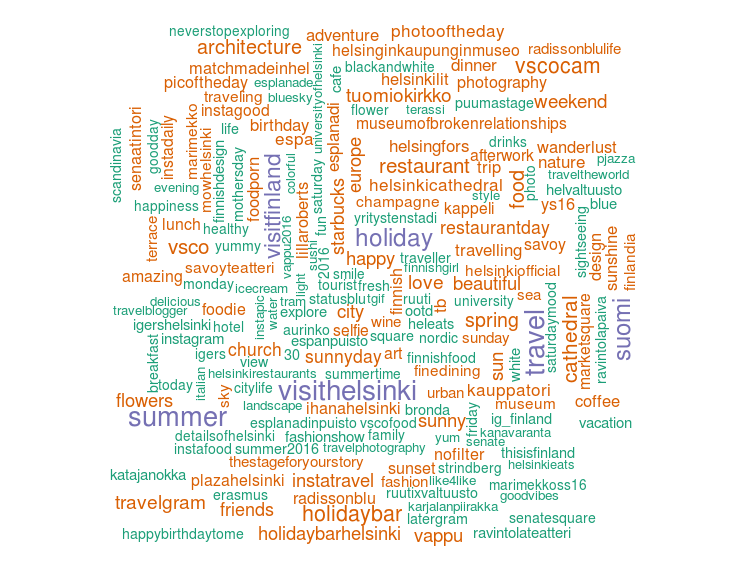 neverstopexploring
adventure
photooftheday
architecture
helsinginkaupunginmuseo
radissonblulife
matchmadeinhel
cafe
blackandwhite
dinner
vscocam
picoftheday
esplanade
helsinkilit
photography
traveling
bluesky
tuomiokirkko
puumastage
weekend
instagood
universityofhelsinki
flower
terassi
scandinavia
senaatintori
goodday
instadaily
marimekko
life
birthday
museumofbrokenrelationships
mowhelsinki
finnishdesign
espa
esplanadi
europe
helsingfors
drinks
wanderlust
mothersday
foodporn
visitfinland
colorful
restaurant
afterwork
trip
nature
pjazza
traveltheworld
evening
saturday
helsinkicathedral
food
photo
helvaltuusto
happiness
lillaroberts
starbucks
champagne
style
kappeli
ys16
blue
terrace
lunch
healthy
fun
yritystenstadi
restaurantday
vsco
yummy
vappu2016
holiday
travelling
savoy
sightseeing
design
sunshine
finlandia
savoyteatteri
sushi
2016
happy
traveller
finnishgirl
helsinkiofficial
amazing
monday
icecream
light
smile
tourist
fresh
finnish
love
beautiful
delicious
foodie
instapic
water
tram
statusblu
tgif
ruuti
tb
university
sea
travelblogger
explore
city
ootd
igershelsinki
hotel
aurinko
selfie
wine
heleats
spring
travel
saturdaymood
cathedral
marketsquare
ravintolapaiva
suomi
breakfast
instagram
espanpuisto
square
nordic
sunday
igers
church
30
sunnyday
art
finnishfood
sun
white
view
today
italian
helsinkirestaurants
summertime
finedining
flowers
sky
citylife
visithelsinki
urban
kauppatori
summer
landscape
ihanahelsinki
bronda
museum
coffee
esplanadinpuisto
vscofood
sunny
friday
ig_finland
vacation
detailsofhelsinki
fashionshow
family
yum
senate
kanavaranta
instafood
summer2016
travelphotography
nofilter
thisisfinland
thestageforyourstory
sunset
strindberg
helsinkieats
katajanokka
plazahelsinki
instatravel
fashion
like4like
marimekkoss16
erasmus
radissonblu
ruutixvaltuusto
goodvibes
travelgram
friends
holidaybar
karjalanpiirakka
latergram
senatesquare
happybirthdaytome
holidaybarhelsinki
vappu
ravintolateatteri